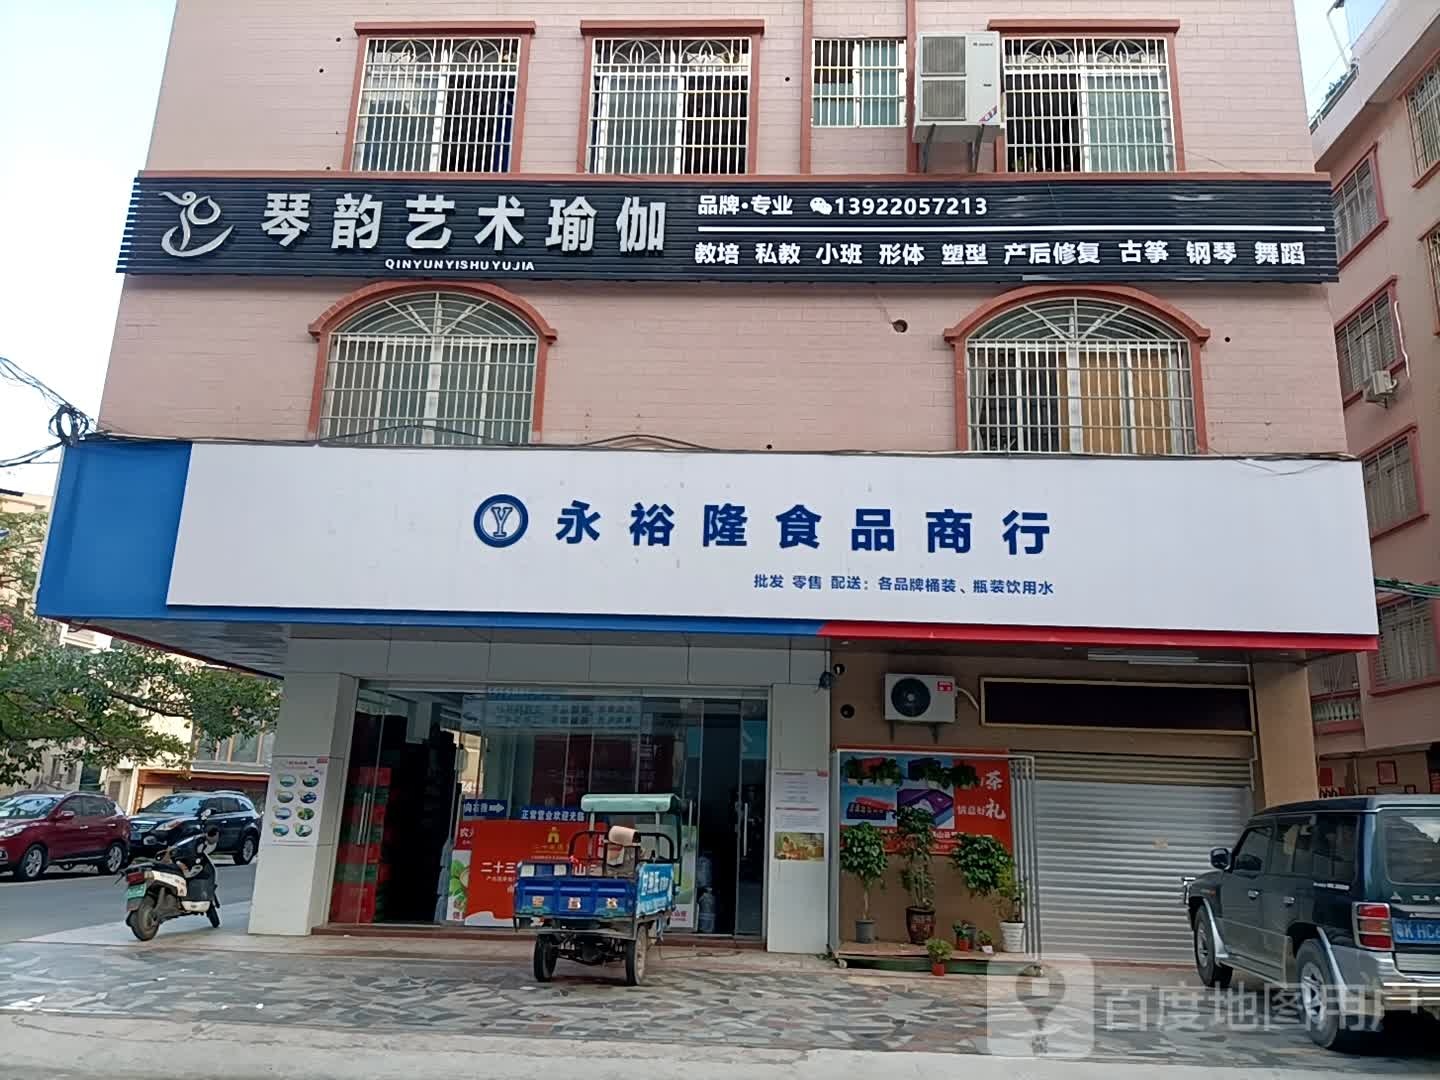 琴韵艺术瑜伽
QINYUNYISHUYUJIA
品牌·专业 13922057213
教培 私教 小班 形体 塑型 产后修复 古筝 钢琴 舞蹈
Y 永裕隆食品商行
批发 零售 配送：各品牌桶装、瓶装饮用水
向右推
正常营业欢迎光临
二十三
茶
礼
百度地图用户